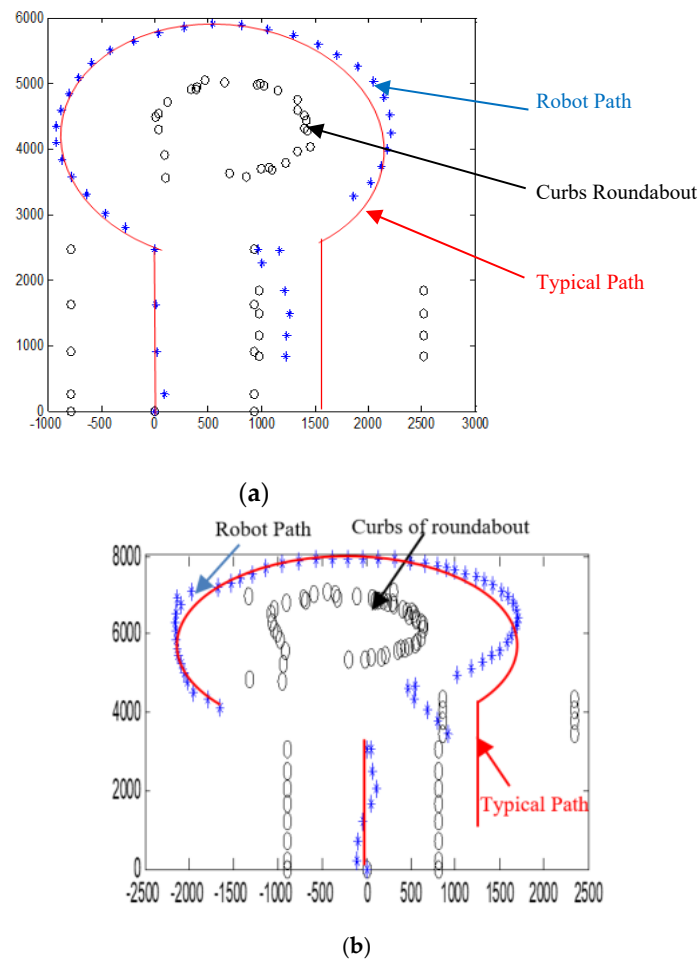 6000
5000
Robot Path
4000
Curbs Roundabout
3000
Typical Path
2000
1000
0
-1000 -500 0 500 1000 1500 2000 2500 3000
(a)
Robot Path Curbs of roundabout
8000
6000
4000
2000
Typical Path
0
-2500 -2000 -1500 -1000 -500 0 500 1000 1500 2000 2500
(b)